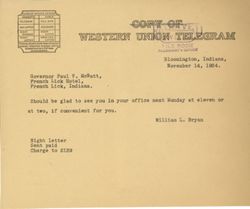 COPY OF
WESTERN UNION TELEGRAM
Bloomington, Indiana,
November 14, 1934.
Governor Paul V. McNutt,
French Lick Hotel,
French Lick, Indiana.
Should be glad to see you in your office next Monday at eleven or
at two, if convenient for you.
William L. Bryan
Night Letter
Sent paid
Charge to